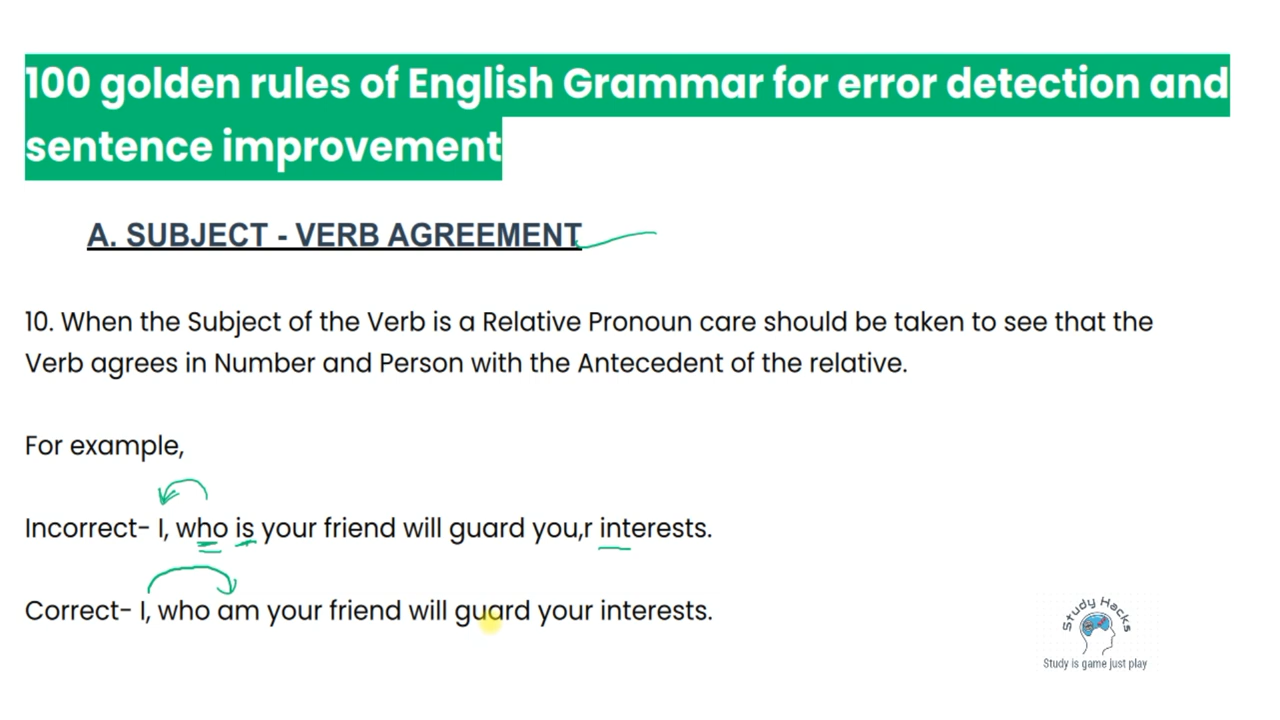 100 golden rules of English Grammar for error detection and
sentence improvement
A. SUBJECT - VERB AGREEMENT
10. When the Subject of the Verb is a Relative Pronoun care should be taken to see that the
Verb agrees in Number and Person with the Antecedent of the relative.
For example,
Incorrect- I, who is your friend will guard you,r interests.
Correct- I, who am your friend will guard your interests.
Study Hacks
Study is game just play